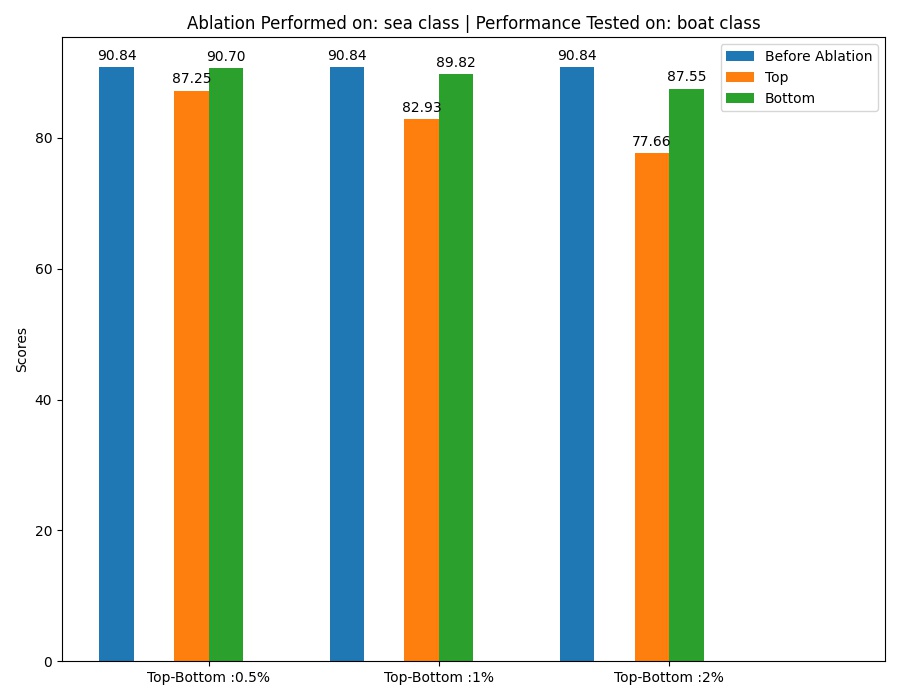 Ablation Performed on: sea class | Performance Tested on: boat class
90.84
87.25
90.70
90.84
82.93
89.82
90.84
77.66
87.55
Before Ablation
Top
Bottom
Scores
80
60
40
20
0
Top-Bottom :0.5%
Top-Bottom :1%
Top-Bottom :2%